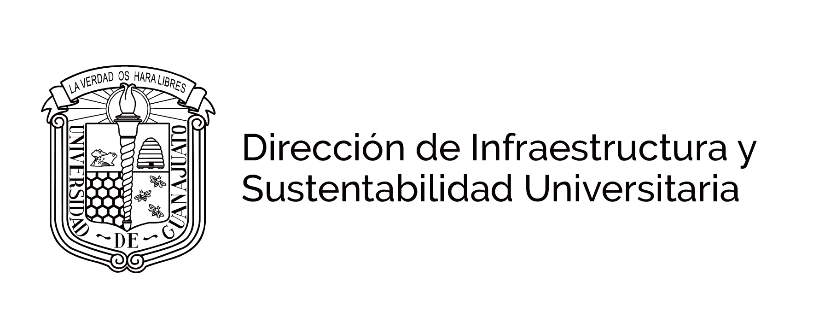 LA VERDAD OS HARA LIBRES
UNIVERSIDAD
DE
GUANAJUATO
Dirección de Infraestructura y
Sustentabilidad Universitaria